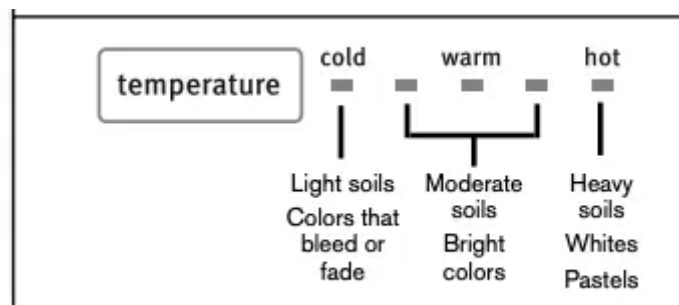 temperature
cold warm hot
Light soils
Colors that
bleed or
fade
Moderate
soils
Bright
colors
Heavy
soils
Whites
Pastels